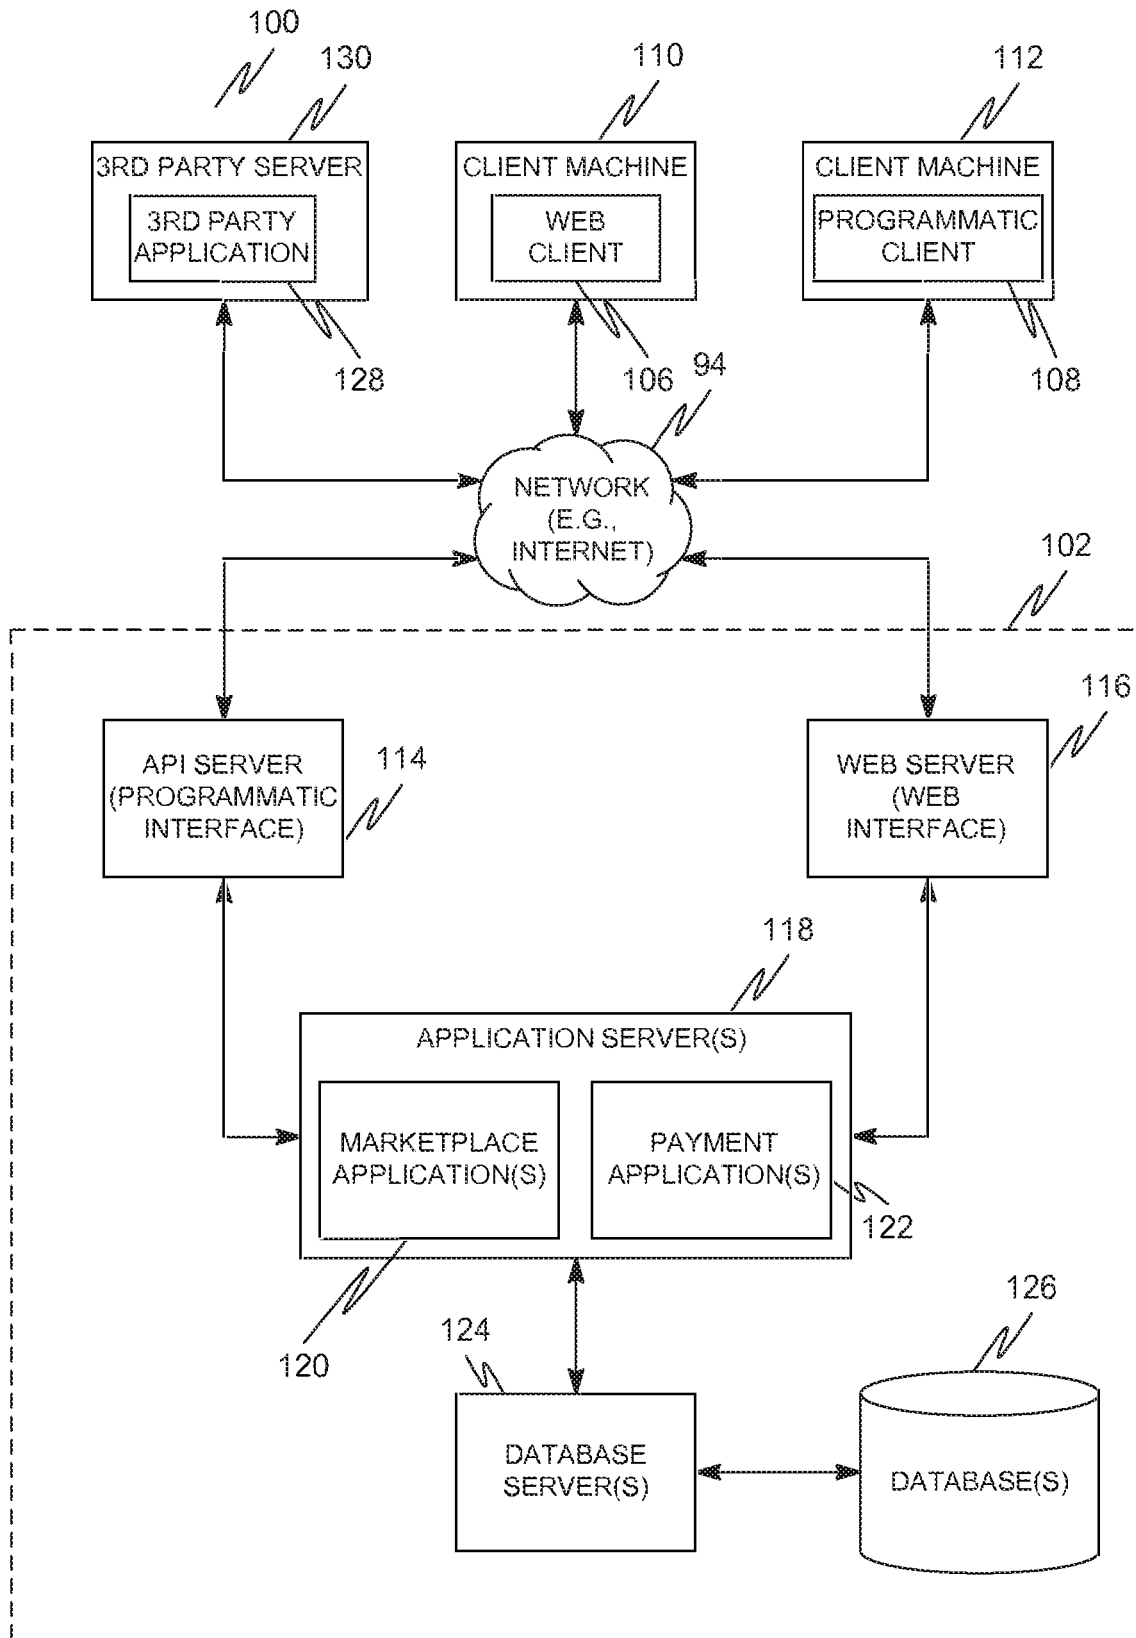 100
130
110
112
3RD PARTY SERVER
3RD PARTY
APPLICATION
CLIENT MACHINE
WEB
CLIENT
CLIENT MACHINE
PROGRAMMATIC
CLIENT
128
106
94
108
NETWORK
(E.G.,
INTERNET)
102
116
API SERVER
(PROGRAMMATIC
INTERFACE)
114
WEB SERVER
(WEB
INTERFACE)
118
APPLICATION SERVER(S)
MARKETPLACE
APPLICATION(S)
PAYMENT
APPLICATION(S)
122
120
124
126
DATABASE
SERVER(S)
DATABASE(S)